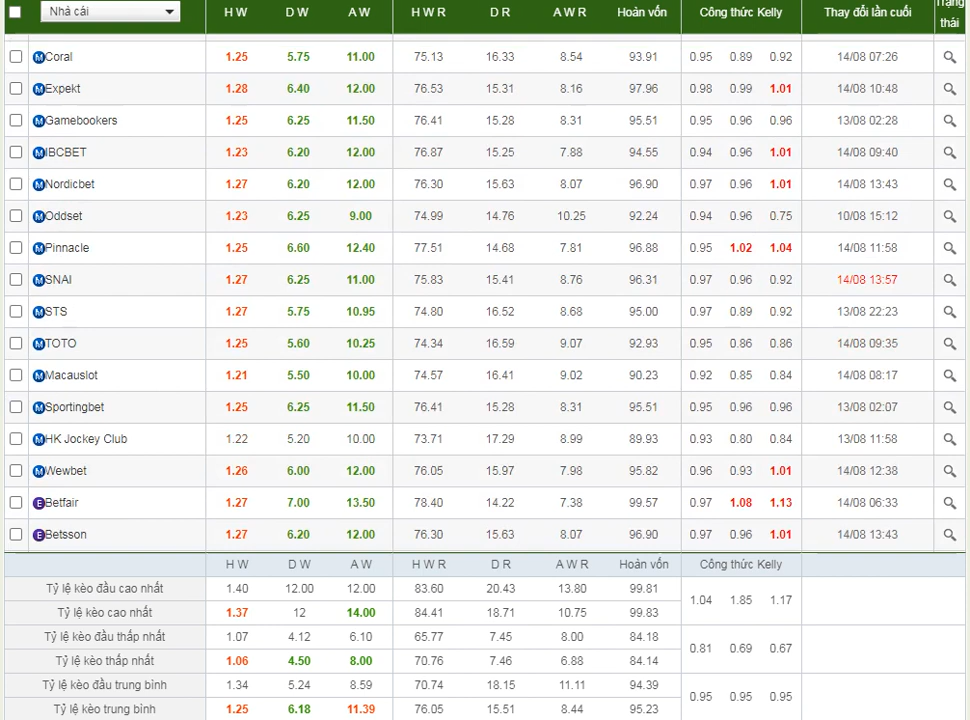 Nhà cái H W D W A W H W R D R A W R Hoàn vốn Công thức Kelly Thay đổi lần cuối Trạng thái
M Coral 1.25 5.75 11.00 75.13 16.33 8.54 93.91 0.95 0.89 0.92 14/08 07:26
M Expekt 1.28 6.40 12.00 76.53 15.31 8.16 97.96 0.98 0.99 1.01 14/08 10:48
M Gamebookers 1.25 6.25 11.50 76.41 15.28 8.31 95.51 0.95 0.96 0.96 13/08 02:28
M IBCBET 1.23 6.20 12.00 76.87 15.25 7.88 94.55 0.94 0.96 1.01 14/08 09:40
M Nordicbet 1.27 6.20 12.00 76.30 15.63 8.07 96.90 0.97 0.96 1.01 14/08 13:43
M Oddset 1.23 6.25 9.00 74.99 14.76 10.25 92.24 0.94 0.96 0.75 10/08 15:12
M Pinnacle 1.25 6.60 12.40 77.51 14.68 7.81 96.88 0.95 1.02 1.04 14/08 11:58
M SNAI 1.27 6.25 11.00 75.83 15.41 8.76 96.31 0.97 0.96 0.92 14/08 13:57
M STS 1.27 5.75 10.95 74.80 16.52 8.68 95.00 0.97 0.89 0.92 13/08 22:23
M TOTO 1.25 5.60 10.25 74.34 16.59 9.07 92.93 0.95 0.86 0.86 14/08 09:35
M Macauslot 1.21 5.50 10.00 74.57 16.41 9.02 90.23 0.92 0.85 0.84 14/08 08:17
M Sportingbet 1.25 6.25 11.50 76.41 15.28 8.31 95.51 0.95 0.96 0.96 13/08 02:07
M HK Jockey Club 1.22 5.20 10.00 73.71 17.29 8.99 89.93 0.93 0.80 0.84 13/08 11:58
M Wewbet 1.26 6.00 12.00 76.05 15.97 7.98 95.82 0.96 0.93 1.01 14/08 12:38
E Betfair 1.27 7.00 13.50 78.40 14.22 7.38 99.57 0.97 1.08 1.13 14/08 06:33
E Betsson 1.27 6.20 12.00 76.30 15.63 8.07 96.90 0.97 0.96 1.01 14/08 13:43
H W D W A W H W R D R A W R Hoàn vốn Công thức Kelly
Tỷ lệ kèo đầu cao nhất 1.40 12.00 12.00 83.60 20.43 13.80 99.81
1.04 1.85 1.17
Tỷ lệ kèo cao nhất 1.37 12 14.00 84.41 18.71 10.75 99.83
Tỷ lệ kèo đầu thấp nhất 1.07 4.12 6.10 65.77 7.45 8.00 84.18
0.81 0.69 0.67
Tỷ lệ kèo thấp nhất 1.06 4.50 8.00 70.76 7.46 6.88 84.14
Tỷ lệ kèo đầu trung bình 1.34 5.24 8.59 70.74 18.15 11.11 94.39
0.95 0.95 0.95
Tỷ lệ kèo trung bình 1.25 6.18 11.39 76.05 15.51 8.44 95.23